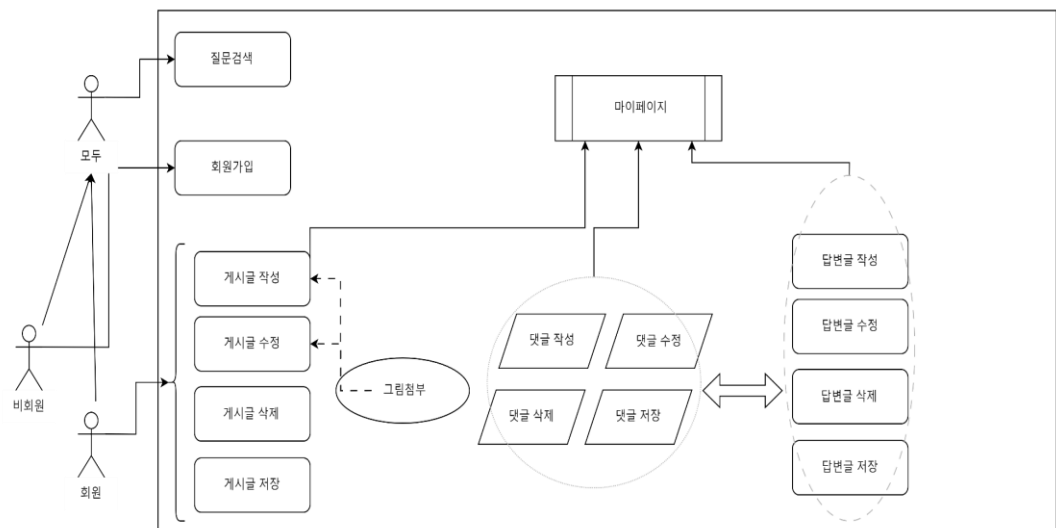 질문검색
마이페이지
모두
회원가입
게시글 작성
답변글 작성
답변글 수정
게시글 수정
댓글 작성
댓글 수정
비회원
그림첨부
게시글 삭제
댓글 삭제
댓글 저장
답변글 삭제
답변글 저장
게시글 저장
회원